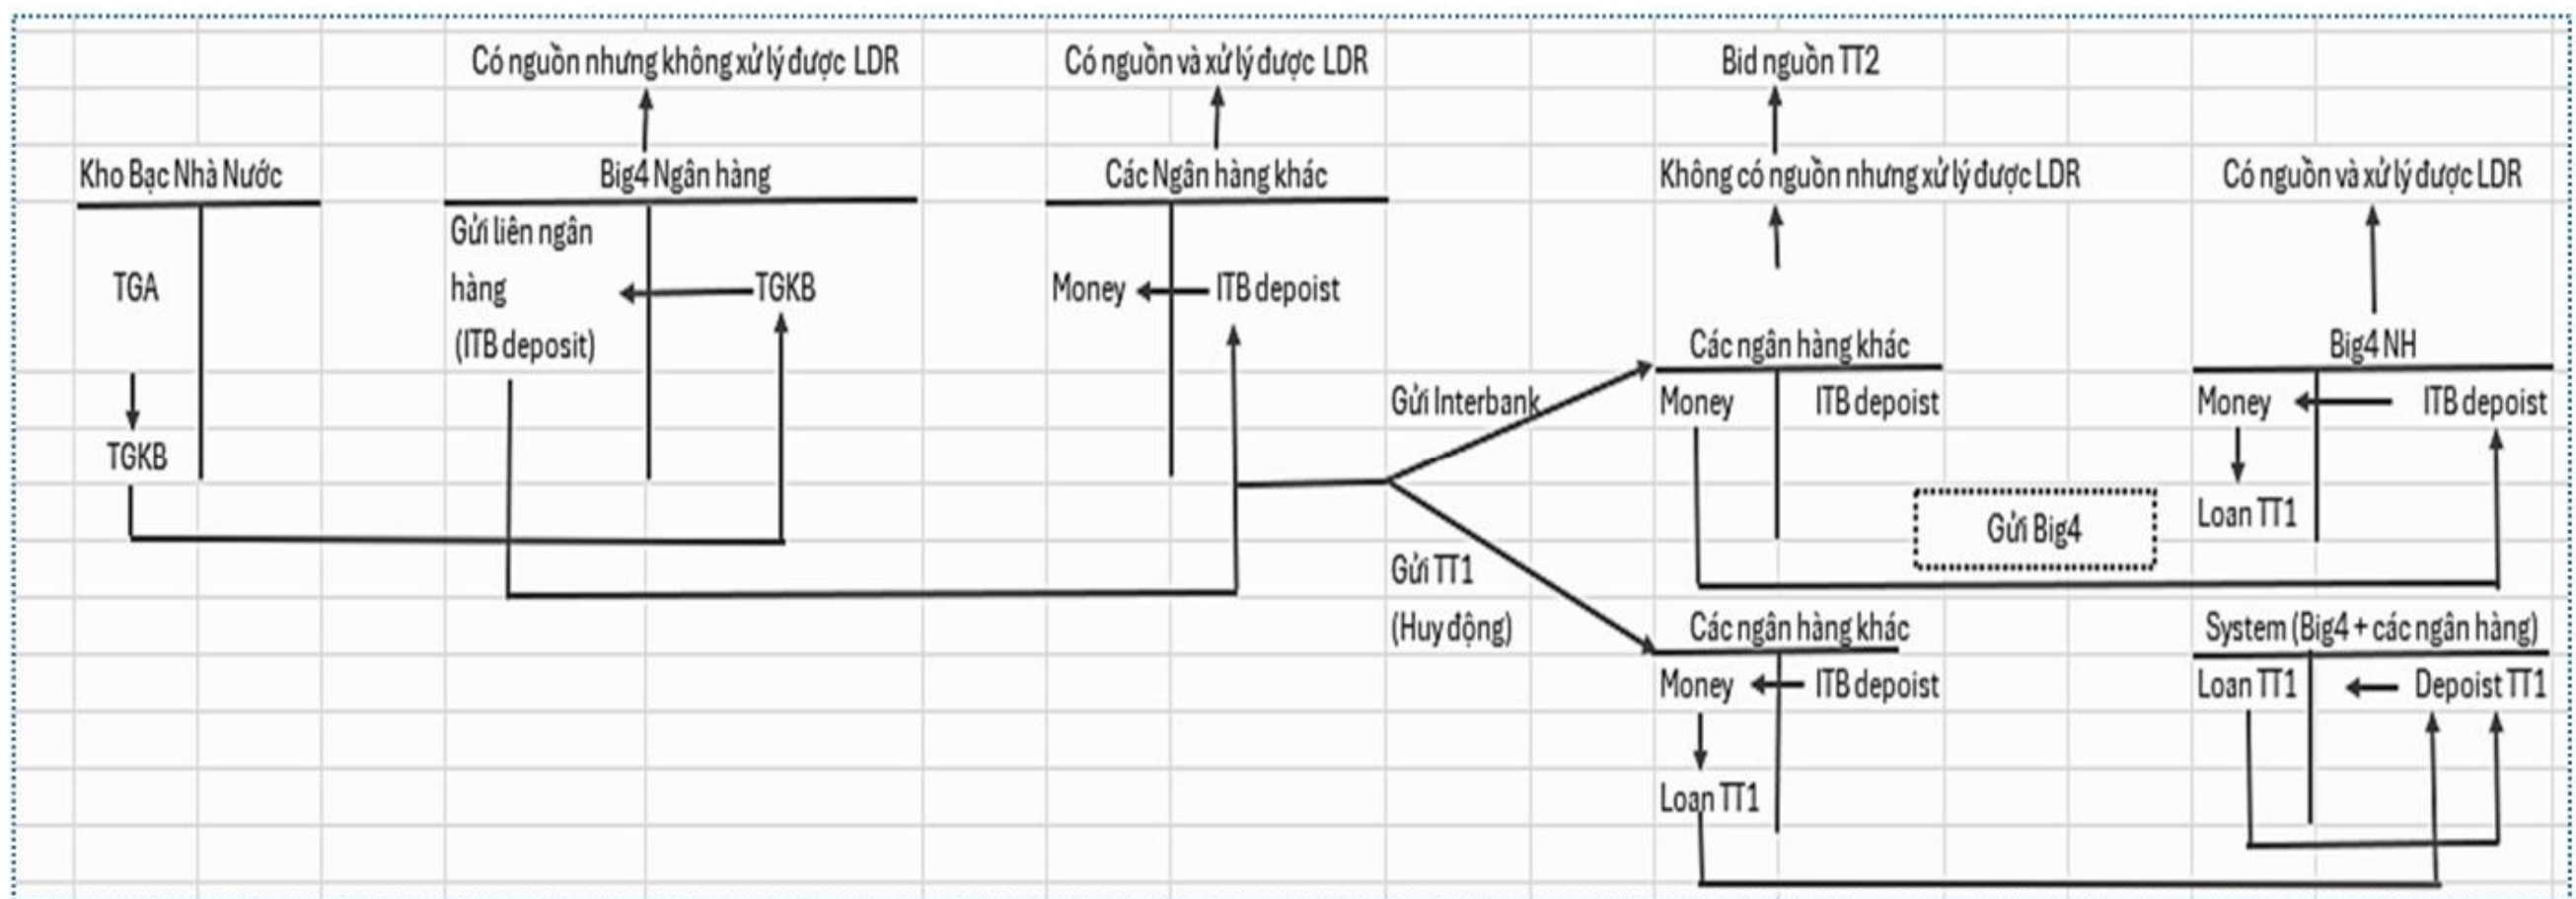 Có nguồn nhưng không xử lý được LDR
Có nguồn và xử lý được LDR
Bid nguồn TT2
Kho Bạc Nhà Nước
Big4 Ngân hàng
Các Ngân hàng khác
Không có nguồn nhưng xử lý được LDR
Có nguồn và xử lý được LDR
TGA
TGKB
Gửi liên ngân
hàng
(ITB deposit)
TGKB
Money
ITB depoist
Gửi Interbank
Gửi TT1
(Huy động)
Các ngân hàng khác
Money
ITB depoist
Gửi Big4
Big4 NH
Money
ITB depoist
Loan TT1
Các ngân hàng khác
Money
ITB depoist
Loan TT1
System (Big4 + các ngân hàng)
Loan TT1
Depoist TT1